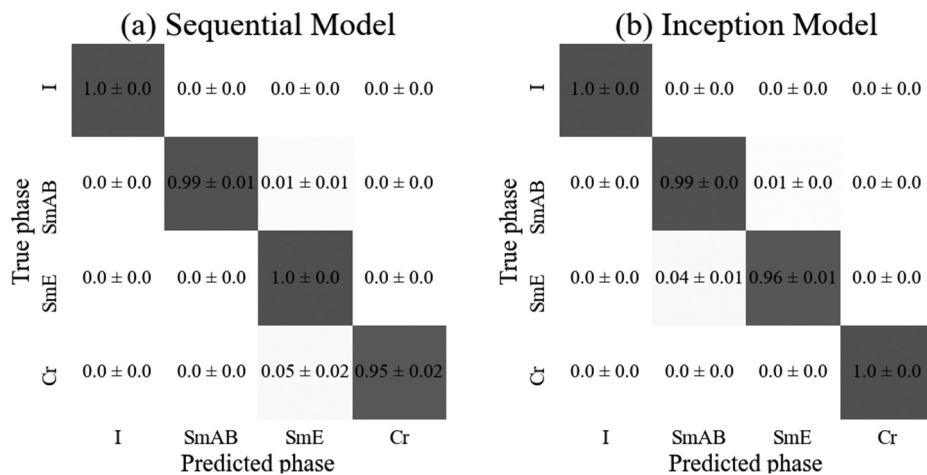 (a) Sequential Model
I 1.0 ± 0.0 0.0 ± 0.0 0.0 ± 0.0 0.0 ± 0.0
SmAB 0.0 ± 0.0 0.99 ± 0.01 0.01 ± 0.01 0.0 ± 0.0
SmE 0.0 ± 0.0 0.0 ± 0.0 1.0 ± 0.0 0.0 ± 0.0
Cr 0.0 ± 0.0 0.0 ± 0.0 0.05 ± 0.02 0.95 ± 0.02
True phase
I SmAB SmE Cr
Predicted phase
(b) Inception Model
I 1.0 ± 0.0 0.0 ± 0.0 0.0 ± 0.0 0.0 ± 0.0
SmAB 0.0 ± 0.0 0.99 ± 0.0 0.01 ± 0.0 0.0 ± 0.0
SmE 0.0 ± 0.0 0.04 ± 0.01 0.96 ± 0.01 0.0 ± 0.0
Cr 0.0 ± 0.0 0.0 ± 0.0 0.0 ± 0.0 1.0 ± 0.0
True phase
I SmAB SmE Cr
Predicted phase